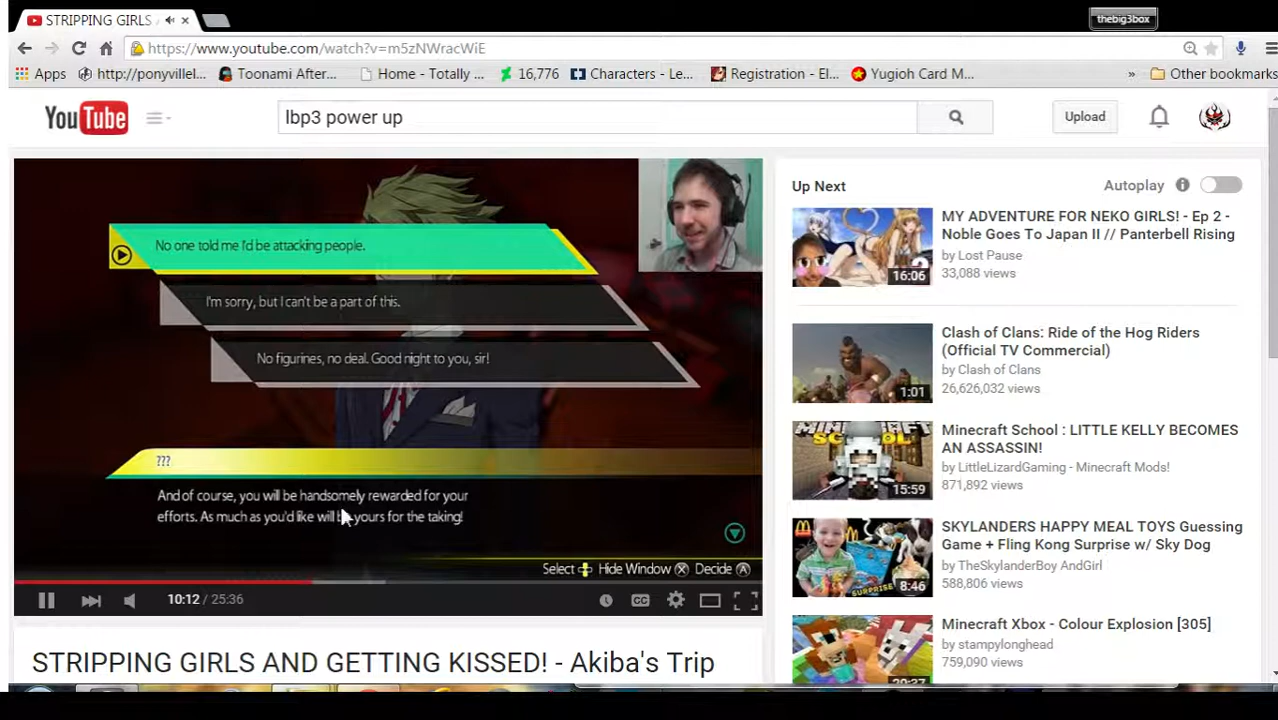 STRIPPING GIRLS
thebig3box
https://www.youtube.com/watch?v=m5zNWracWiE
Apps
http://ponyvillel...
Toonami After...
Home - Totally ...
16,776
Characters - Le...
Registration - El...
Yugioh Card M...
»
Other bookmarks
YouTube
lbp3 power up
Upload
No one told me I'd be attacking people.
I'm sorry, but I can't be a part of this.
No figurines, no deal. Good night to you, sir!
???
And of course, you will be handsomely rewarded for your
efforts. As much as you'd like will be yours for the taking!
Select Hide Window X Decide A
10:12 / 25:36
CC
STRIPPING GIRLS AND GETTING KISSED! - Akiba's Trip
Up Next
Autoplay
MY ADVENTURE FOR NEKO GIRLS! - Ep 2 -
Noble Goes To Japan II // Panterbell Rising
by Lost Pause
33,088 views
16:06
Clash of Clans: Ride of the Hog Riders
(Official TV Commercial)
by Clash of Clans
26,626,032 views
1:01
Minecraft School : LITTLE KELLY BECOMES
AN ASSASSIN!
by LittleLizardGaming - Minecraft Mods!
871,892 views
MINECRAFT
SCHOOL
15:59
SKYLANDERS HAPPY MEAL TOYS Guessing
Game + Fling Kong Surprise w/ Sky Dog
by TheSkylanderBoy AndGirl
588,806 views
SURPRISE
8:46
Minecraft Xbox - Colour Explosion [305]
by stampylonghead
759,090 views